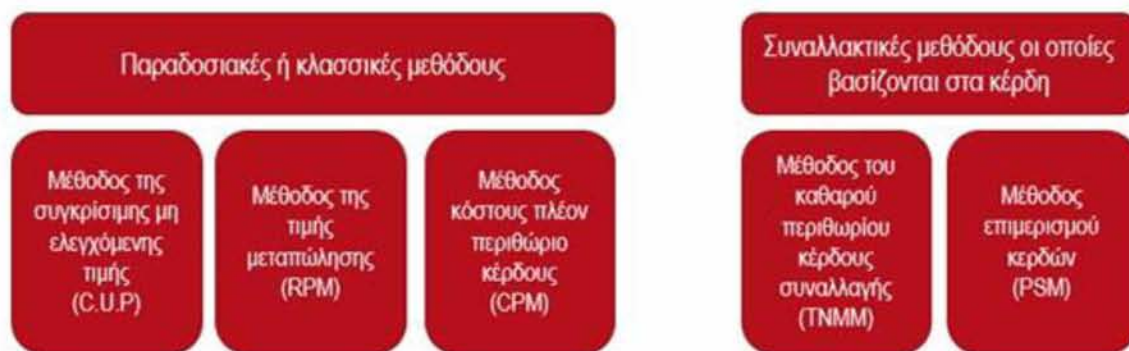 Παραδοσιακές ή κλασσικές μεθόδους
Συναλλακτικές μεθόδους οι οποίες
βασίζονται στα κέρδη
Μέθοδος της
συγκρίσιμης μη
ελεγχόμενης
τιμής
(C.U.P)
Μέθοδος της
τιμής
μεταπώλησης
(RPM)
Μέθοδος
κόστους πλέον
περιθώριο
κέρδους
(CPM)
Μέθοδος του
καθαρού
περιθωρίου
κέρδους
συναλλαγής
(TNMM)
Μέθοδος
επιμερισμού
κερδών
(PSM)